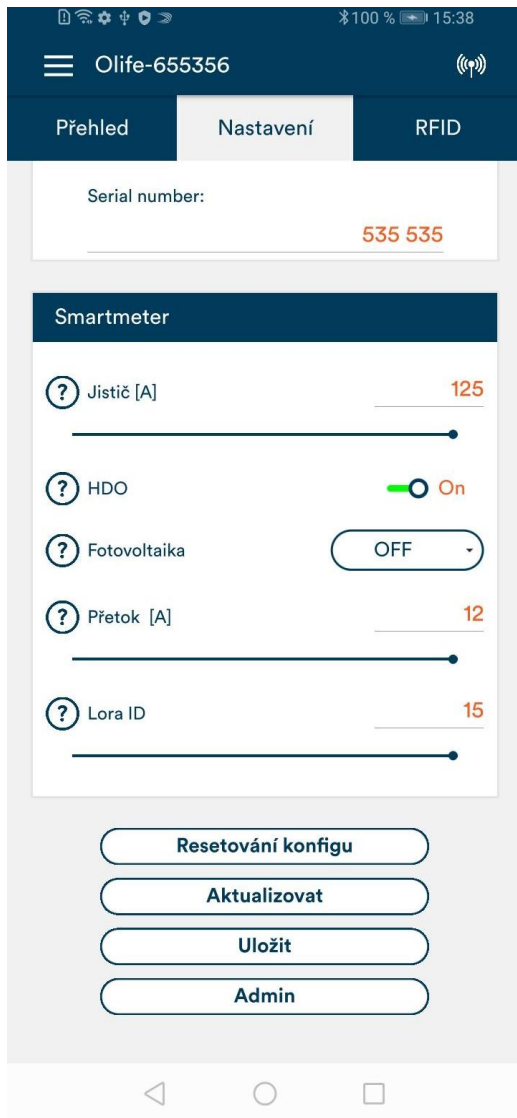 100 % 15:38
Olife-655356
Přehled Nastavení RFID
Serial number:
535 535
Smartmeter
? Jistič [A] 125
? HDO On
? Fotovoltaika OFF
? Přetok [A] 12
? Lora ID 15
Resetování konfigu
Aktualizovat
Uložit
Admin